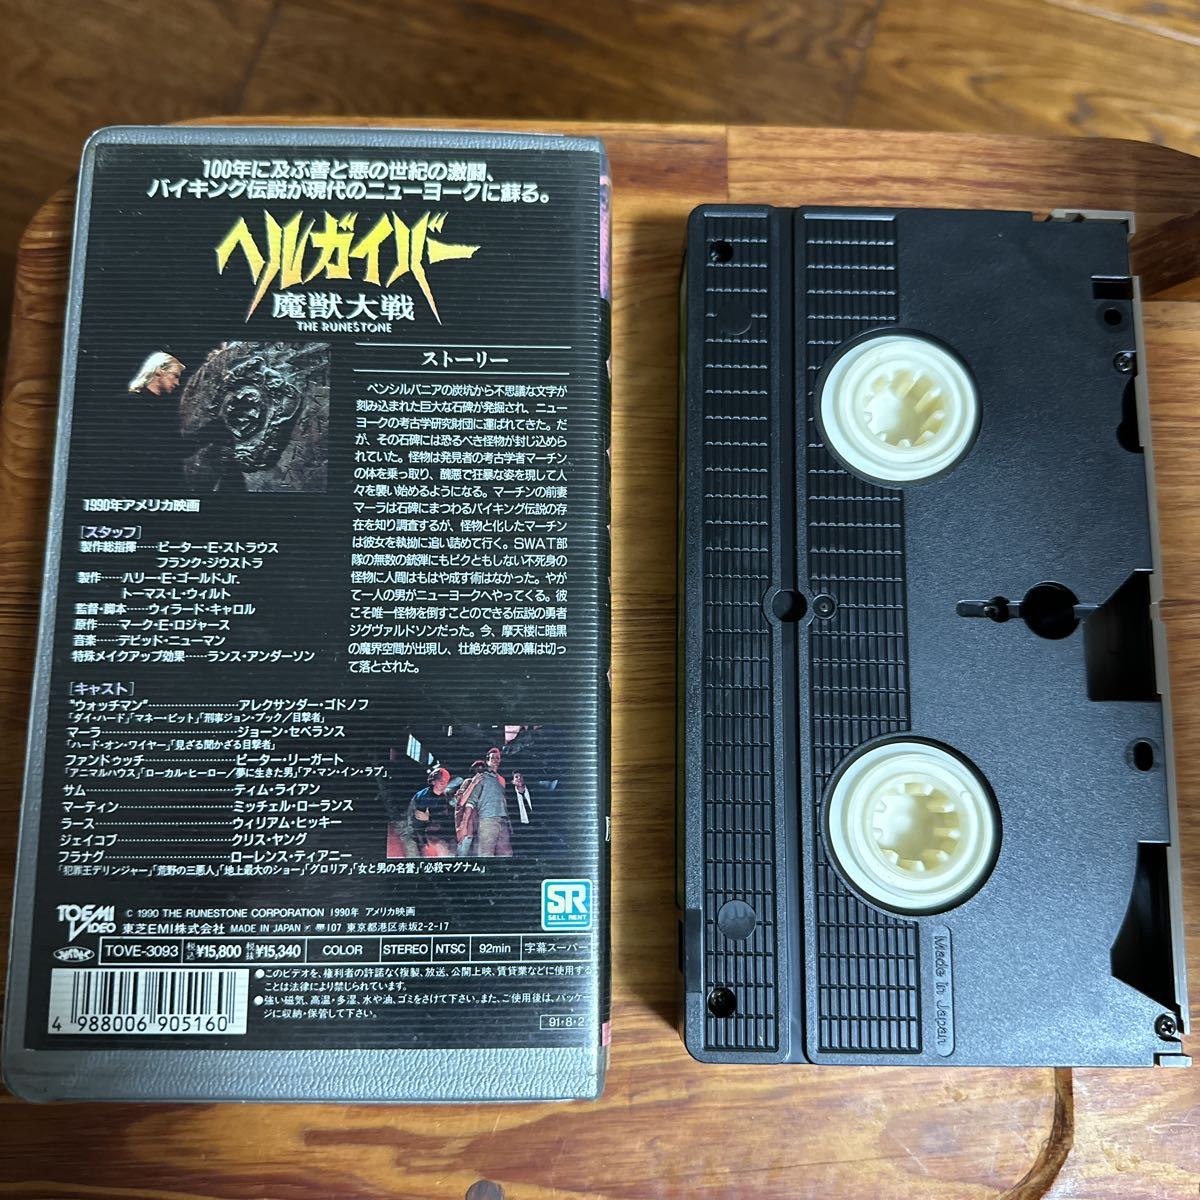 100年に及ぶ善と悪の世紀の激闘、
バイキング伝説が現代のニューヨークに蘇る。
ヘルガイバー
魔獣大戦
THE RUNESTONE
ストーリー
ペンシルバニアの炭坑から不思議な文字が
刻み込まれた巨大な石碑が発掘され、ニュー
ヨークの考古学研究財団に運ばれてきた。だ
が、その石碑には恐るべき怪物が封じ込めら
れていた。怪物は発見者の考古学者マーチン
の体を乗っ取り、醜悪で狂暴な姿を現して人
々を襲い始めるようになる。マーチンの前妻
マーラは石碑にまつわるバイキング伝説の存
在を知り調査するが、怪物と化したマーチン
は彼女を執拗に追い詰めて行く。SWAT部
隊の無数の銃弾にもビクともしない不死身の
怪物に人間はもはや成す術はなかった。やが
て一人の男がニューヨークへやってくる。彼
こそ唯一怪物を倒すことのできる伝説の勇者
ジグヴァルドソンだった。今、摩天楼に暗黒
の魔界空間が出現し、壮絶な死闘の幕は切っ
て落とされた。
1990年アメリカ映画
[スタッフ]
製作総指揮……ピーター・E・ストラウス
フランク・ジウストラ
製作……ハリー・E・ゴールドJr.
トーマス・L・ウィルト
監督・脚本……ウィラード・キャロル
原作……マーク・E・ロジャース
音楽……デビッド・ニューマン
特殊メイクアップ効果……ランス・アンダーソン
[キャスト]
"ウォッチマン"……………………アレクサンダー・ゴドノフ
「ダイ・ハード」「マネー・ピット」「刑事ジョン・ブック/目撃者」
マーラ……………………ジョーン・セベランス
「ハード・オン・ワイヤー」「見ざる聞かざる目撃者」
ファンドゥッチ……………………ピーター・リーガート
「アニマルハウス」「ローカル・ヒーロー/夢に生きた男」「ア・マン・イン・ラブ」
サム……………………ティム・ライアン
マーティン……………………ミッチェル・ローランス
ラース……………………ウィリアム・ヒッキー
ジェイコブ……………………クリス・ヤング
フラナグ……………………ローレンス・ティアニー
「犯罪王デリンジャー」「荒野の三悪人」「地上最大のショー」「グロリア」「女と男の名誉」「必殺マグナム」
SR
SELL RENT
TOEMI
VIDEO
© 1990 THE RUNESTONE CORPORATION 1990年 アメリカ映画
東芝EMI株式会社 MADE IN JAPAN 〒107 東京都港区赤坂2-2-17
TOVE-3093 税込¥15,800 税抜¥15,340 COLOR STEREO NTSC 92min 字幕スーパー
●このビデオを、権利者の許諾なく複製、放送、公開上映、賃貸業などに使用する
ことは法律により禁止されています。
●強い磁気、高温・多湿、水や油、ゴミをさけて下さい。また、ご使用後は、パッケー
ジに収納・保管して下さい。
4 988006 905160
91・8・2
Made in Japan